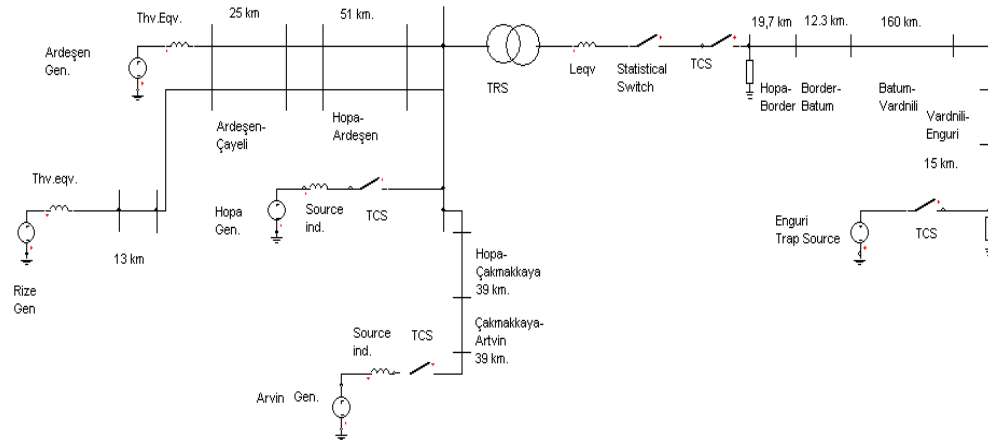 Thv.Eqv.
25 km
51 km.
19,7 km
12.3 km.
160 km.
Ardeşen
Gen.
TRS
Leqv
Statistical
Switch
TCS
Hopa-
Border
Border-
Batum
Batum-
Vardnili
Ardeşen-
Çayeli
Hopa-
Ardeşen
Vardnili-
Enguri
15 km.
Thv.eqv.
Rize
Gen
13 km
Hopa
Gen.
Source
ind.
TCS
Enguri
Trap Source
TCS
Hopa-
Çakmakkaya
39 km.
Çakmakkaya-
Artvin
39 km.
Source
ind.
TCS
Arvin Gen.